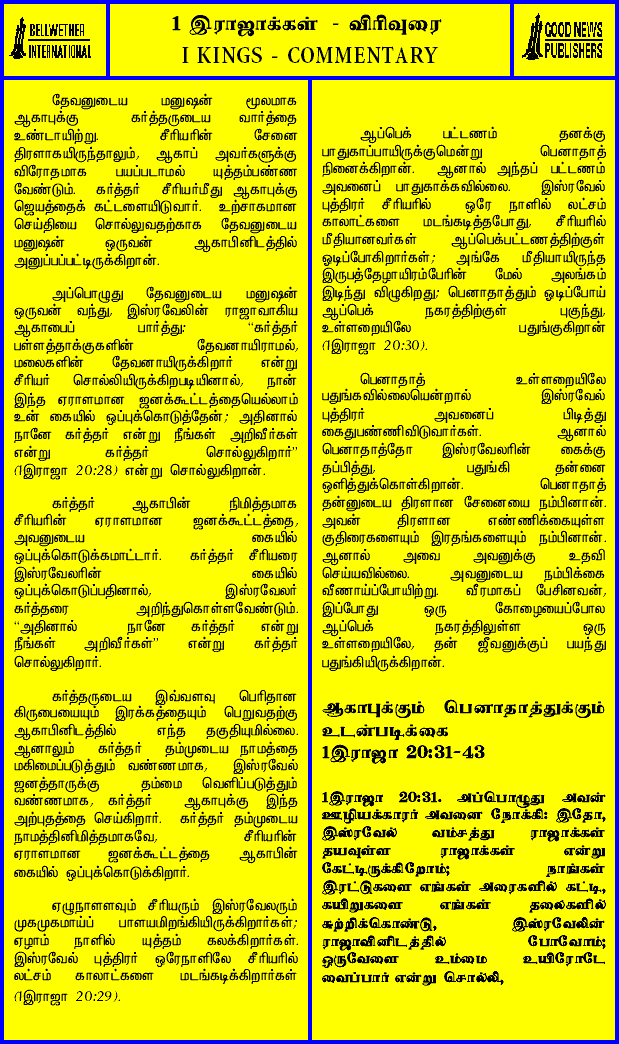 BELLWETHER
INTERNATIONAL
1 இராஜாக்கள் - விரிவுரை
I KINGS - COMMENTARY
GOOD NEWS
PUBLISHERS
தேவனுடைய மனுஷன் மூலமாக
ஆகாபுக்கு கர்த்தருடைய வார்த்தை
உண்டாயிற்று. சீரியரின் சேனை
திரளாகயிருந்தாலும், ஆகாப் அவர்களுக்கு
விரோதமாக பயப்படாமல் யுத்தம்பண்ண
வேண்டும். கர்த்தர் சீரியர்மீது ஆகாபுக்கு
ஜெயத்தைக் கட்டளையிடுவார். உற்சாகமான
செய்தியை சொல்லுவதற்காக தேவனுடைய
மனுஷன் ஒருவன் ஆகாபினிடத்தில்
அனுப்பப்பட்டிருக்கிறான்.
அப்பொழுது தேவனுடைய மனுஷன்
ஒருவன் வந்து, இஸ்ரவேலின் ராஜாவாகிய
ஆகாபைப் பார்த்து: “கர்த்தர்
பள்ளத்தாக்குகளின் தேவனாயிராமல்,
மலைகளின் தேவனாயிருக்கிறார் என்று
சீரியர் சொல்லியிருக்கிறபடியினால், நான்
இந்த ஏராளமான ஜனக்கூட்டத்தையெல்லாம்
உன் கையில் ஒப்புக்கொடுத்தேன்; அதினால்
நானே கர்த்தர் என்று நீங்கள் அறிவீர்கள்
என்று கர்த்தர் சொல்லுகிறார்”
(1இராஜா 20:28) என்று சொல்லுகிறான்.
கர்த்தர் ஆகாபின் நிமித்தமாக
சீரியரின் ஏராளமான ஜனக்கூட்டத்தை,
அவனுடைய கையில்
ஒப்புக்கொடுக்கமாட்டார். கர்த்தர் சீரியரை
இஸ்ரவேலரின் கையில்
ஒப்புக்கொடுப்பதினால், இஸ்ரவேலர்
கர்த்தரை அறிந்துகொள்ளவேண்டும்.
“அதினால் நானே கர்த்தர் என்று
நீங்கள் அறிவீர்கள்” என்று கர்த்தர்
சொல்லுகிறார்.
கர்த்தருடைய இவ்வளவு பெரிதான
கிருபையையும் இரக்கத்தையும் பெறுவதற்கு
ஆகாபினிடத்தில் எந்த தகுதியுமில்லை.
ஆனாலும் கர்த்தர் தம்முடைய நாமத்தை
மகிமைப்படுத்தும் வண்ணமாக, இஸ்ரவேல்
ஜனத்தாருக்கு தம்மை வெளிப்படுத்தும்
வண்ணமாக, கர்த்தர் ஆகாபுக்கு இந்த
அற்புதத்தை செய்கிறார். கர்த்தர் தம்முடைய
நாமத்தினிமித்தமாகவே, சீரியரின்
ஏராளமான ஜனக்கூட்டத்தை ஆகாபின்
கையில் ஒப்புக்கொடுக்கிறார்.
ஏழுநாளளவும் சீரியரும் இஸ்ரவேலரும்
முகமுகமாய்ப் பாளயமிறங்கியிருக்கிறார்கள்;
ஏழாம் நாளில் யுத்தம் கலக்கிறார்கள்.
இஸ்ரவேல் புத்திரர் ஒரேநாளிலே சீரியரில்
லட்சம் காலாட்களை மடங்கடிக்கிறார்கள்
(1இராஜா 20:29).
ஆப்பெக் பட்டணம் தனக்கு
பாதுகாப்பாயிருக்குமென்று பெனாதாத்
நினைக்கிறான். ஆனால் அந்தப் பட்டணம்
அவனைப் பாதுகாக்கவில்லை. இஸ்ரவேல்
புத்திரர் சீரியரில் ஒரே நாளில் லட்சம்
காலாட்களை மடங்கடித்தபோது, சீரியரில்
மீதியானவர்கள் ஆப்பெக்பட்டணத்திற்குள்
ஓடிப்போகிறார்கள்; அங்கே மீதியாயிருந்த
இருபத்தேழாயிரம்பேரின் மேல் அலங்கம்
இடிந்து விழுகிறது; பெனாதாத்தும் ஓடிப்போய்
ஆப்பெக் நகரத்திற்குள் புகுந்து,
உள்ளறையிலே பதுங்குகிறான்
(1இராஜா 20:30).
பெனாதாத் உள்ளறையிலே
பதுங்கவில்லையென்றால் இஸ்ரவேல்
புத்திரர் அவனைப் பிடித்து
கைதுபண்ணிவிடுவார்கள். ஆனால்
பெனாதாத்தோ இஸ்ரவேலரின் கைக்கு
தப்பித்து, பதுங்கி தன்னை
ஒளித்துக்கொள்கிறான். பெனாதாத்
தன்னுடைய திரளான சேனையை நம்பினான்.
அவன் திரளான எண்ணிக்கையுள்ள
குதிரைகளையும் இரதங்களையும் நம்பினான்.
ஆனால் அவை அவனுக்கு உதவி
செய்யவில்லை. அவனுடைய நம்பிக்கை
வீணாய்ப்போயிற்று. வீரமாகப் பேசினவன்,
இப்போது ஒரு கோழையைப்போல
ஆப்பெக் நகரத்திலுள்ள ஒரு
உள்ளறையிலே, தன் ஜீவனுக்குப் பயந்து
பதுங்கியிருக்கிறான்.
ஆகாபுக்கும் பெனாதாத்துக்கும்
உடன்படிக்கை
1இராஜா 20:31-43
1இராஜா 20:31. அப்பொழுது அவன்
ஊழியக்காரர் அவனை நோக்கி: இதோ,
இஸ்ரவேல் வம்சத்து ராஜாக்கள்
தயவுள்ள ராஜாக்கள் என்று
கேட்டிருக்கிறோம்; நாங்கள்
இரட்டுகளை எங்கள் அரைகளில் கட்டி,
கயிறுகளை எங்கள் தலைகளில்
சுற்றிக்கொண்டு, இஸ்ரவேலின்
ராஜாவினிடத்தில் போவோம்;
ஒருவேளை உம்மை உயிரோடே
வைப்பார் என்று சொல்லி,